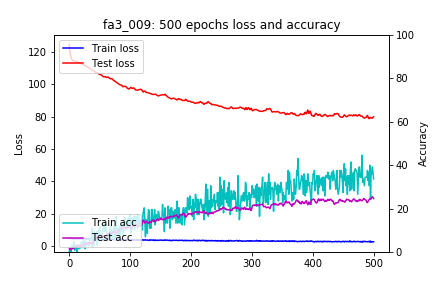 fa3_009: 500 epochs loss and accuracy
Train loss
Test loss
Train acc
Test acc
Loss
Accuracy
120
100
80
60
40
20
0
100
80
60
40
20
0
0
100
200
300
400
500